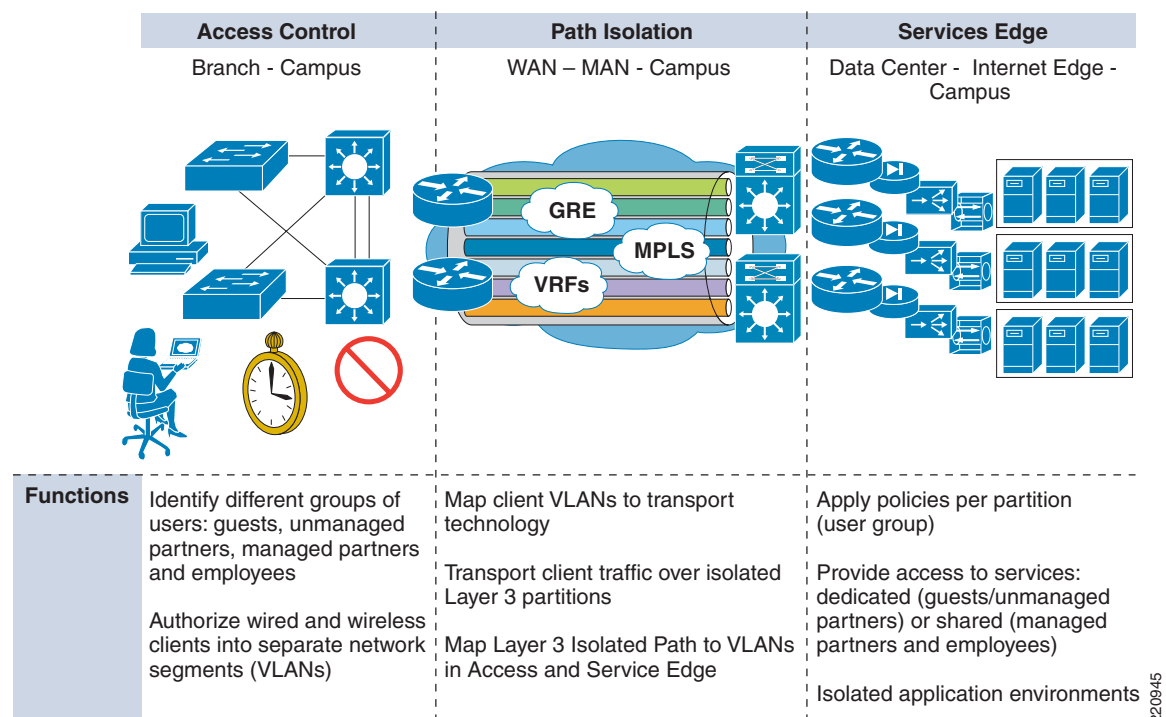 Access Control
Path Isolation
Services Edge
Branch - Campus
WAN – MAN - Campus
Data Center - Internet Edge -
Campus
GRE
MPLS
VRFs
Functions
Identify different groups of
users: guests, unmanaged
partners, managed partners
and employees
Authorize wired and wireless
clients into separate network
segments (VLANs)
Map client VLANs to transport
technology
Transport client traffic over isolated
Layer 3 partitions
Map Layer 3 Isolated Path to VLANs
in Access and Service Edge
Apply policies per partition
(user group)
Provide access to services:
dedicated (guests/unmanaged
partners) or shared (managed
partners and employees)
Isolated application environments